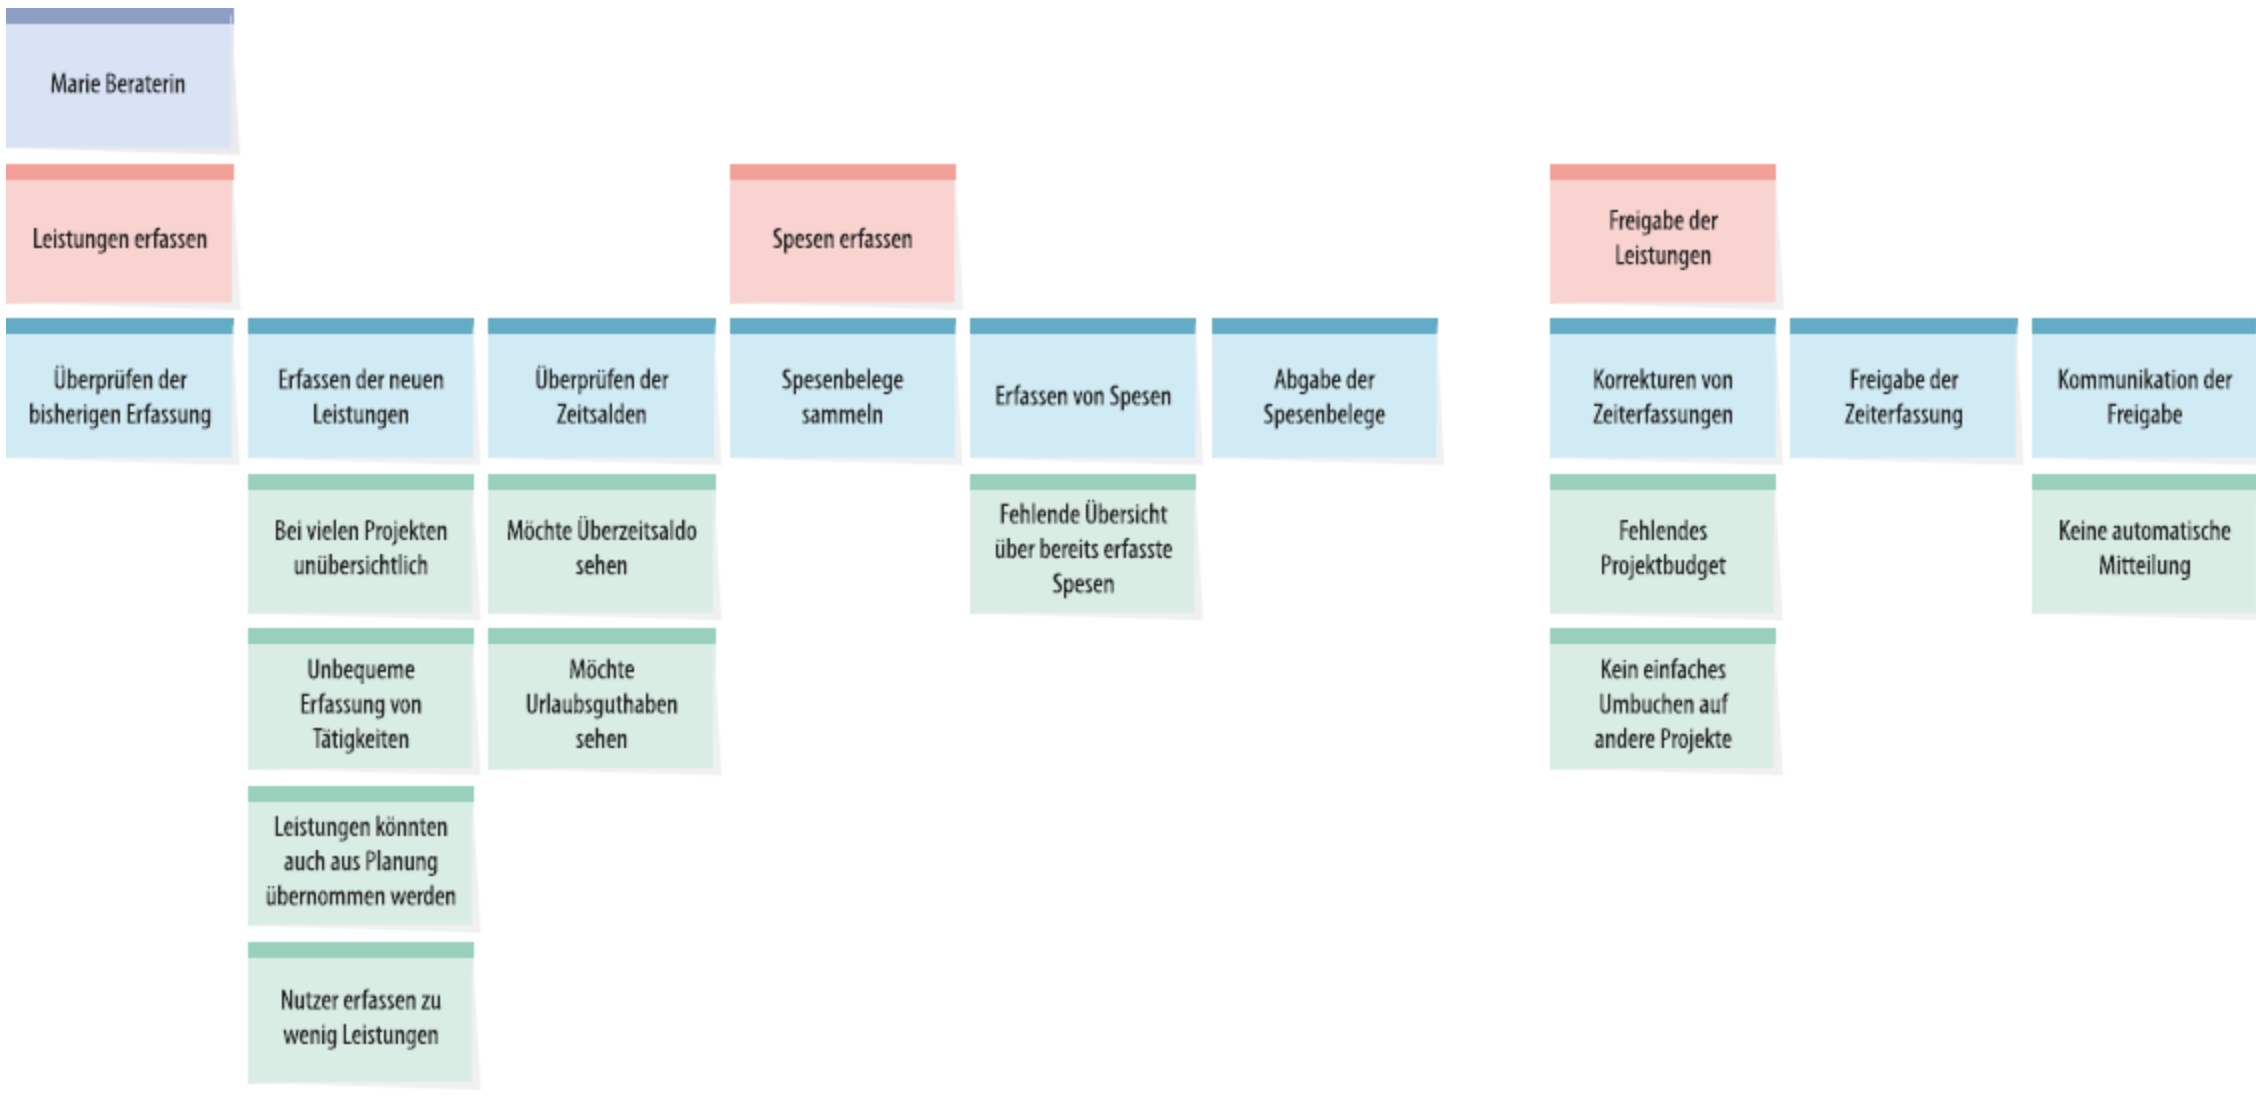 Marie Beraterin
Leistungen erfassen
Spesen erfassen
Freigabe der
Leistungen
Überprüfen der
bisherigen Erfassung
Erfassen der neuen
Leistungen
Überprüfen der
Zeitsalden
Spesenbelege
sammeln
Erfassen von Spesen
Abgabe der
Spesenbelege
Korrekturen von
Zeiterfassungen
Freigabe der
Zeiterfassung
Kommunikation der
Freigabe
Bei vielen Projekten
unübersichtlich
Möchte Überzeitsaldo
sehen
Fehlende Übersicht
über bereits erfasste
Spesen
Fehlendes
Projektbudget
Keine automatische
Mitteilung
Unbequeme
Erfassung von
Tätigkeiten
Möchte
Urlaubsguthaben
sehen
Kein einfaches
Umbuchen auf
andere Projekte
Leistungen könnten
auch aus Planung
übernommen werden
Nutzer erfassen zu
wenig Leistungen